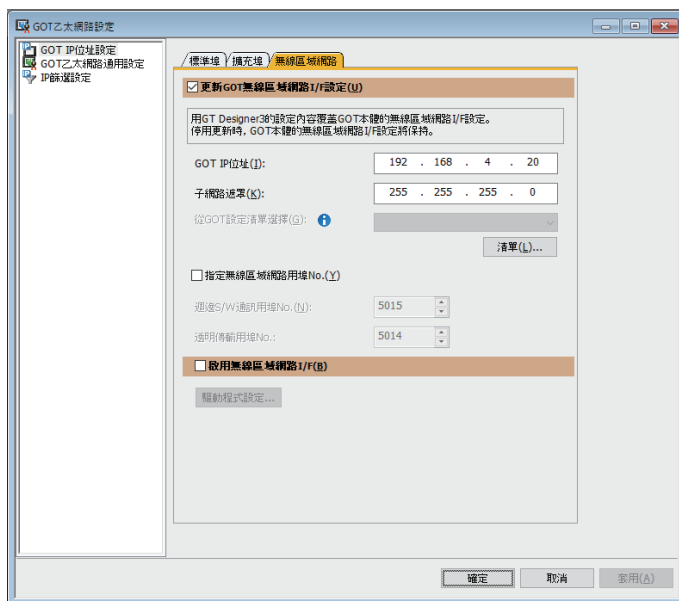 GOT乙太網路設定
GOT IP位址設定
GOT乙太網路通用設定
IP篩選設定
標準埠
擴充埠
無線區域網路
更新GOT無線區域網路I/F設定(U)
用GT Designer3的設定內容覆蓋GOT本體的無線區域網路I/F設定。
停用更新時，GOT本體的無線區域網路I/F設定將保持。
GOT IP位址(I):
192 . 168 . 4 . 20
子網路遮罩(K):
255 . 255 . 255 . 0
從GOT設定清單選擇(G):
清單(L)...
指定無線區域網路用埠No.(Y)
週邊S/W通訊用埠No.(N):
5015
透明傳輸用埠No.:
5014
啟用無線區域網路I/F(B)
驅動程式設定...
確定
取消
套用(A)